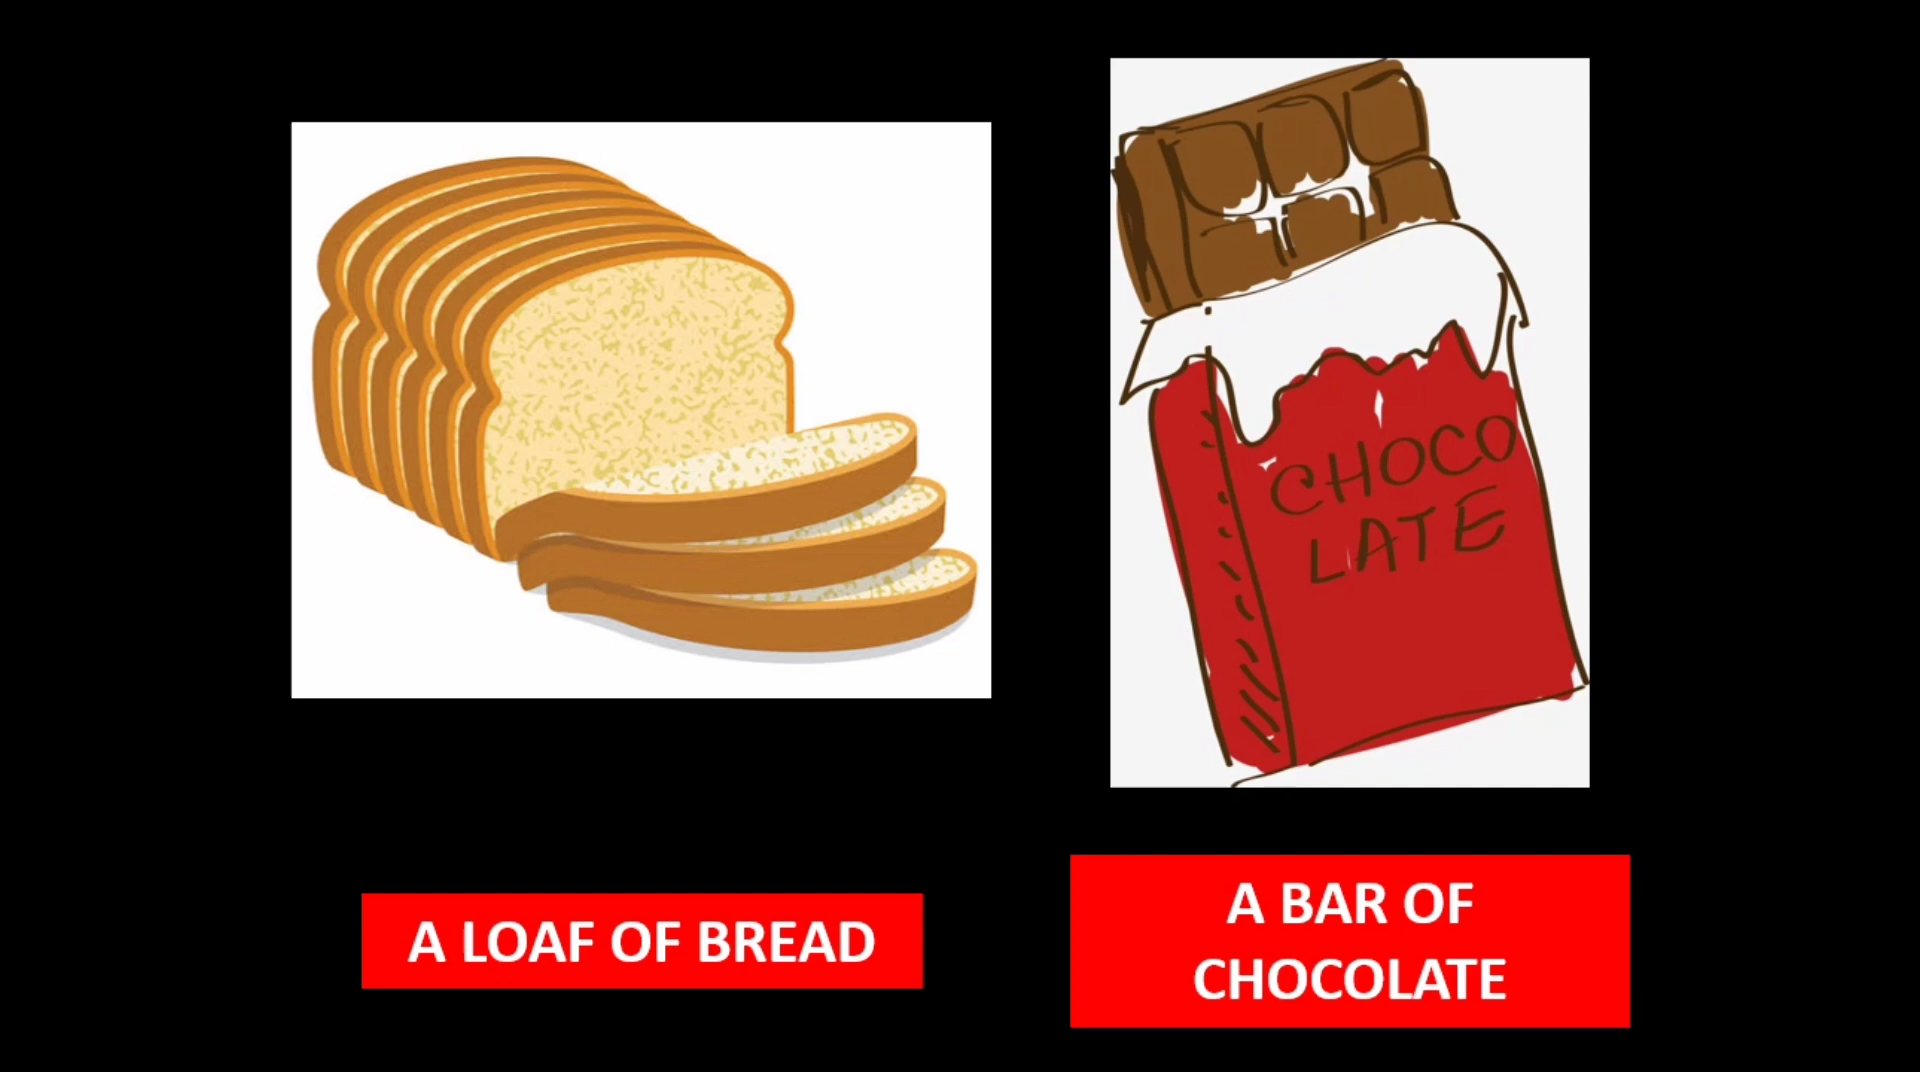 CHOCO
LATE
A LOAF OF BREAD
A BAR OF
CHOCOLATE